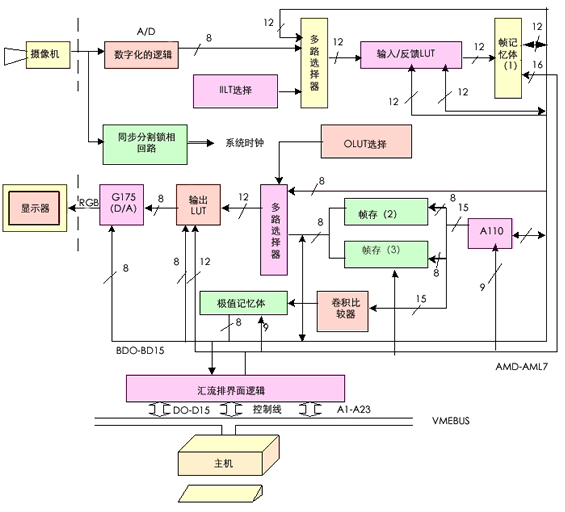 A/D
12
摄像机
数字化的逻辑
8
多路选择器
12
输入/反馈LUT
12
帧记忆体
(1)
12
16
IILT选择
12
12
同步分割锁相
回路
系统时钟
OLUT选择
8
显示器
RGB
G175
(D/A)
8
输出
LUT
12
多路选择器
8
帧存（2）
8
15
A110
帧存（3）
8
9
8
8
12
极值记忆体
卷积比
较器
15
8
9
BDO-BD15
AMD-AML7
汇流排界面逻辑
DO-D15
控制线
A1-A23
VMEBUS
主机